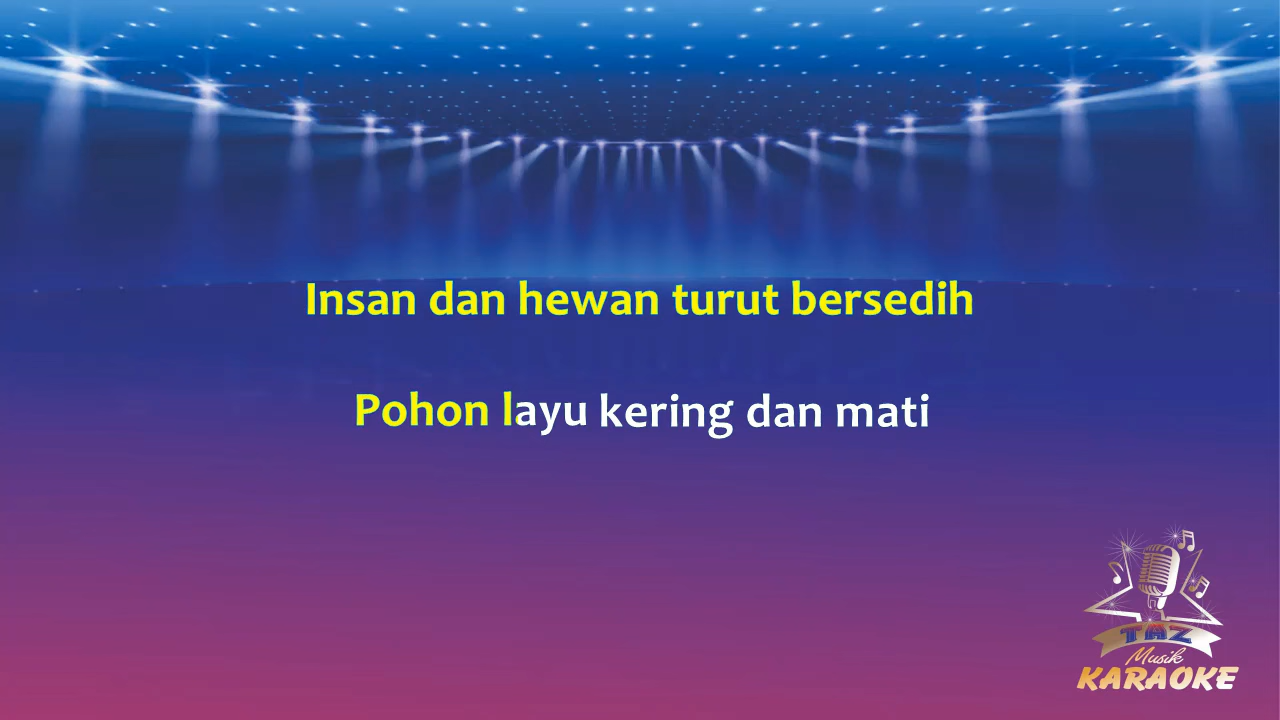 Insan dan hewan turut bersedih
Pohon layu kering dan mati
TAZ
Musik
KARAOKE